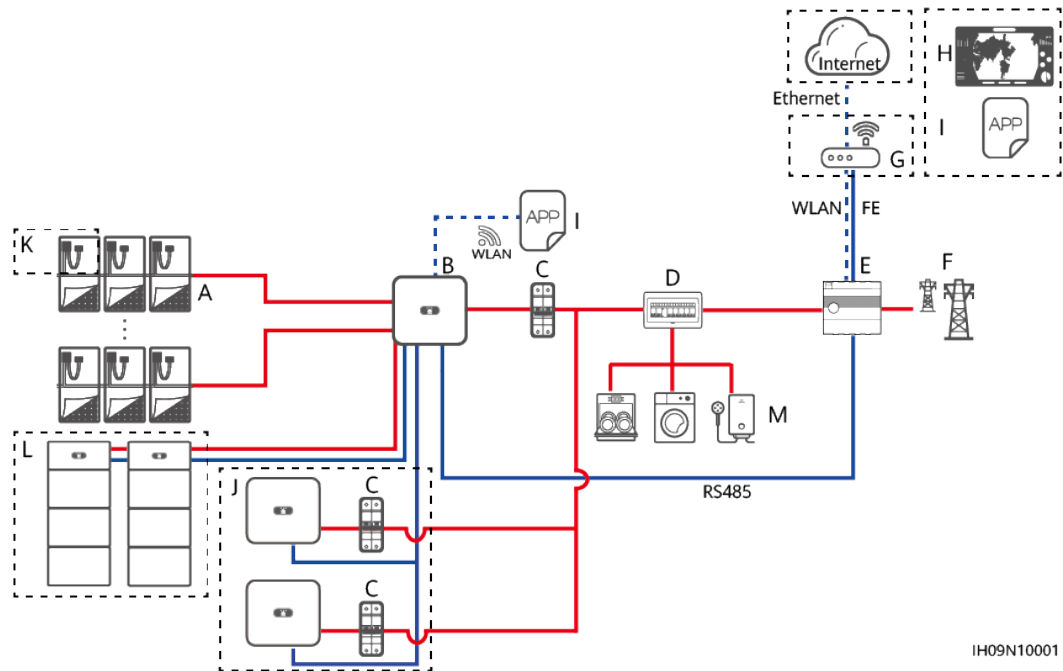 Internet
H
Ethernet
APP
I
G
WLAN
FE
K
APP
I
WLAN
A
B
C
D
E
F
M
L
RS485
J
C
C
IH09N10001